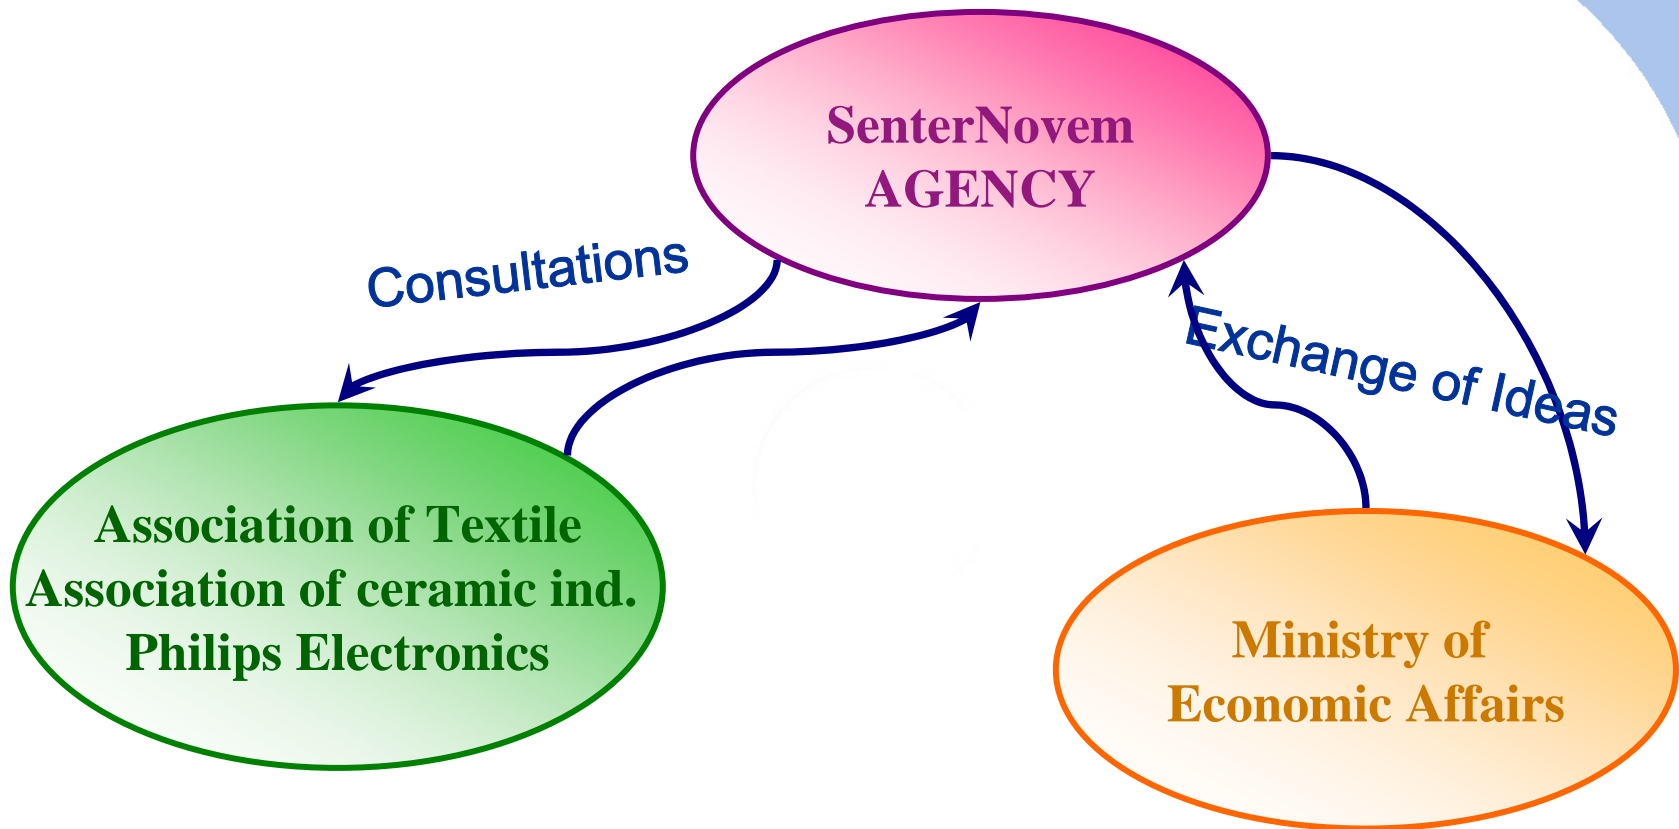 SenterNovem
AGENCY
Consultations
Exchange of Ideas
Association of Textile
Association of ceramic ind.
Philips Electronics
Ministry of
Economic Affairs